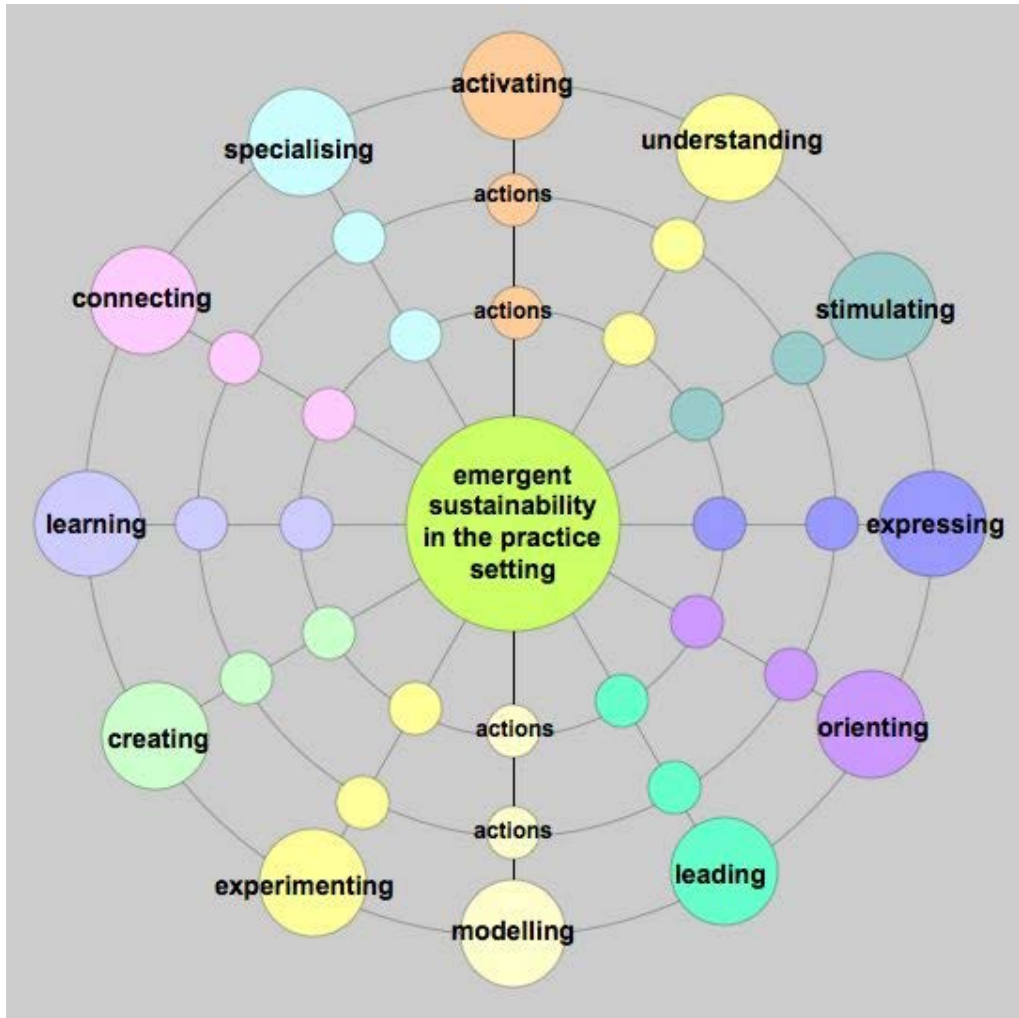 activating
understanding
specialising
actions
connecting
actions
stimulating
emergent
sustainability
in the practice
setting
learning
expressing
creating
actions
orienting
actions
experimenting
leading
modelling